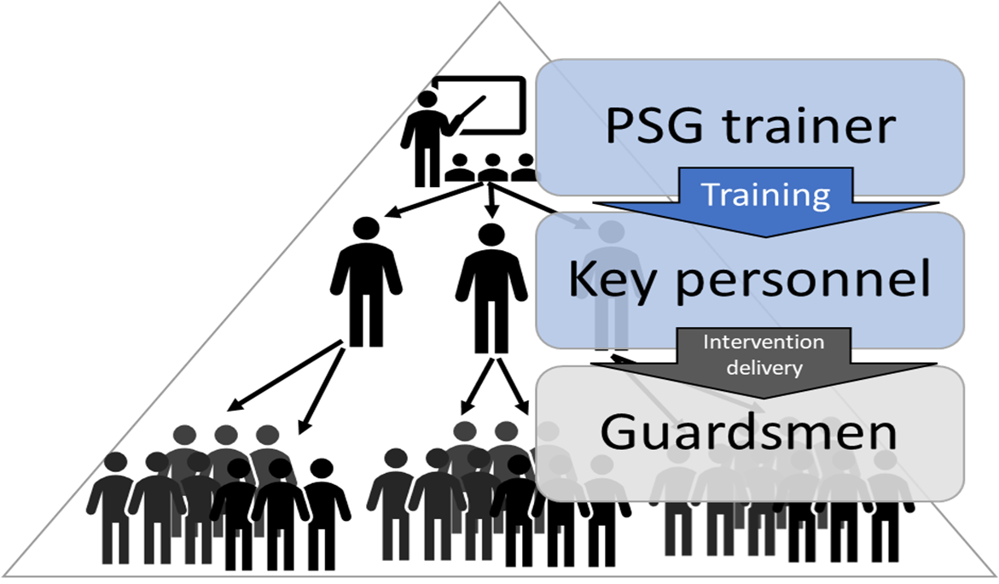 PSG trainer
Training
Key personnel
Intervention
delivery
Guardsmen